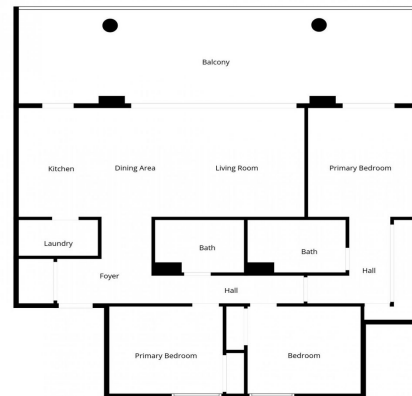 Balcony
Kitchen
Dining Area
Living Room
Primary Bedroom
Laundry
Bath
Bath
Foyer
Hall
Hall
Primary Bedroom
Bedroom